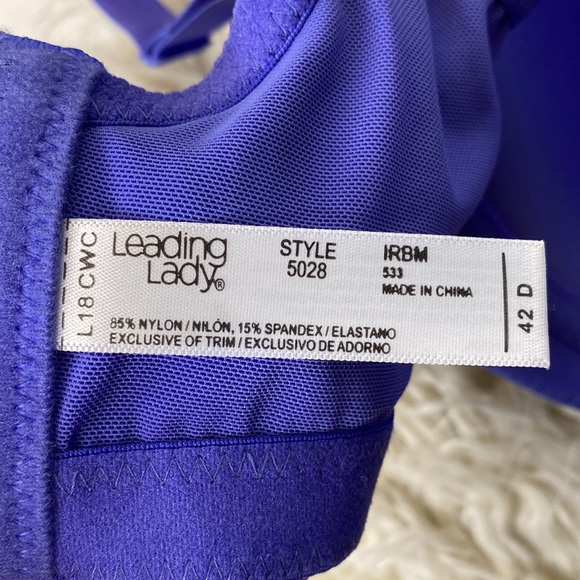 L18 CWC
Leading
Lady®
STYLE
5028
IRBM
533
MADE IN CHINA
85% NYLON / NILÓN, 15% SPANDEX / ELASTANO
EXCLUSIVE OF TRIM / EXCLUSIVO DE ADORNO
42 D